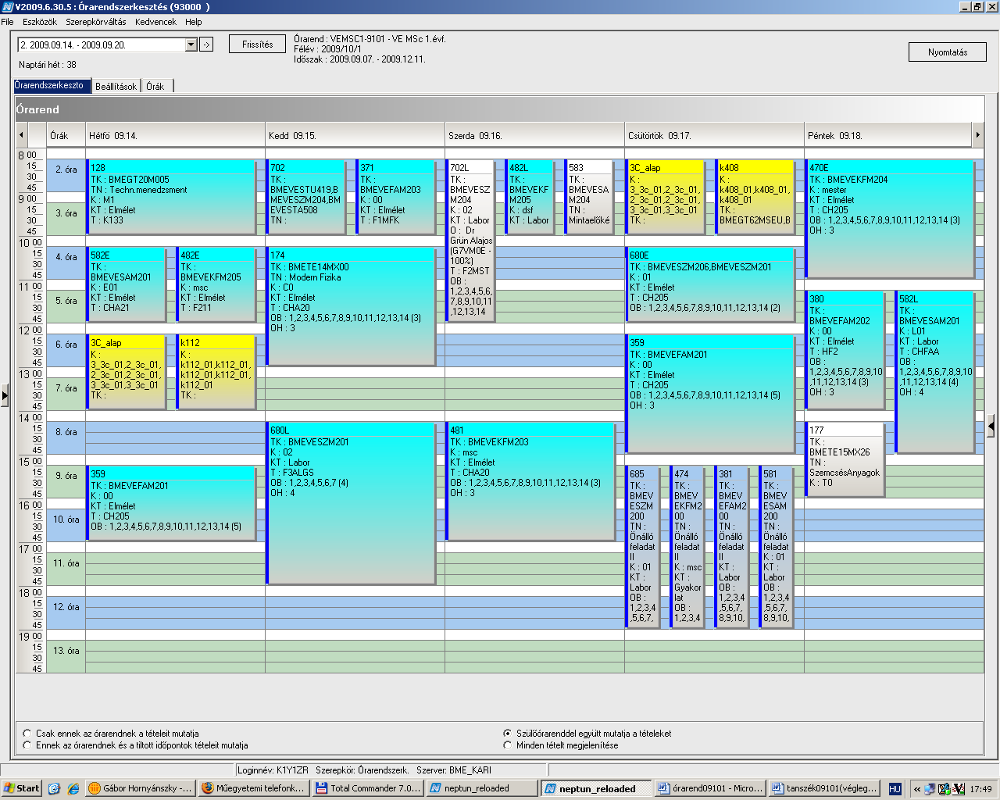 V2009.6.30.5 : Órarendszerkesztés (93000  )
File Eszközök Szerepkörváltás Kedvencek Help
2. 2009.09.14. - 2009.09.20.
->
Frissítés
Órarend : VEMSC1-9101 - VE MSc 1.évf.
Félév : 2009/10/1
Időszak : 2009.09.07. - 2009.12.11.
Nyomtatás
Naptári hét : 38
Órarendszerkeszto Beállítások Órák
Órarend
Órák Hétfő 09.14. Kedd 09.15. Szerda 09.16. Csütörtök 09.17. Péntek 09.18.
8 00
15
30
45
9 00
15
30
45
10 00
15
30
45
11 00
15
30
45
12 00
15
30
45
13 00
15
30
45
14 00
15
30
45
15 00
15
30
45
16 00
15
30
45
17 00
15
30
45
18 00
15
30
45
19 00
15
30
45
2. óra
3. óra
4. óra
5. óra
6. óra
7. óra
8. óra
9. óra
10. óra
11. óra
12. óra
13. óra
128
TK : BMEGT20M005
TN : Techn.menedzsment
K : M1
KT : Elmélet
T : K133
582E
TK :
BMEVESAM201
K : E01
KT : Elmélet
T : CHA21
482E
TK :
BMEVEKFM205
K : msc
KT : Elmélet
T : F211
3C_alap
K :
3_3c_01,2_3c_01,
2_3c_01,2_3c_01,
3_3c_01,3_3c_01
TK :
k112
K :
k112_01,k112_01,
k112_01,k112_01,
k112_01
TK :
359
TK : BMEVEFAM201
K : 00
KT : Elmélet
T : CH205
OB : 1,2,3,4,5,6,7,8,9,10,11,12,13,14 (5)
702
TK :
BMEVESTU419,B
MEVESZM204,BM
EVESTA508
TN :
371
TK :
BMEVEFAM203
K : 00
KT : Elmélet
T : F1MFK
174
TK : BMETE14MX00
TN : Modern Fizika
K : C0
KT : Elmélet
T : CHA20
OB : 1,2,3,4,5,6,7,8,9,10,11,12,13,14 (3)
OH : 3
680L
TK : BMEVESZM201
K : 02
KT : Labor
T : F3ALGS
OB : 1,2,3,4,5,6,7 (4)
OH : 4
702L
TK :
BMEVESZ
M204
K : 02
KT : Labor
O : Dr
Grün Alajos
(G7VM0E -
100%)
T : F2MST
OB :
1,2,3,4,5,6
,7,8,9,10,11
,12,13,14
482L
TK :
BMEVEKF
M205
K : dsf
KT : Labor
583
TK :
BMEVESA
M204
TN :
Mintaelőké
481
TK : BMEVEKFM203
K : msc
KT : Elmélet
T : CHA20
OB : 1,2,3,4,5,6,7,8,9,10,11,12,13,14 (3)
OH : 3
3C_alap
K :
3_3c_01,2_3c_01,
2_3c_01,2_3c_01,
3_3c_01,3_3c_01
TK :
k408
K :
k408_01,k408_01,
k408_01
TK :
BMEGT62MSEU,B
680E
TK : BMEVESZM206,BMEVESZM201
K : 01
KT : Elmélet
T : CH205
OB : 1,2,3,4,5,6,7,8,9,10,11,12,13,14 (2)
359
TK : BMEVEFAM201
K : 00
KT : Elmélet
T : CH205
OB : 1,2,3,4,5,6,7,8,9,10,11,12,13,14 (5)
OH : 3
685
TK :
BMEV
ESZM
200
TN :
Önálló
feladat
II
K : 01
KT :
Labor
OB :
1,2,3,4
,5,6,7,
474
TK :
BMEV
EKFM2
00
TN :
Önálló
feladat
II
K : msc
KT :
Gyakor
lat
OB :
1,2,3,4
381
TK :
BMEV
EFAM2
00
TN :
Önálló
feladat
II
KT :
Labor
OB :
1,2,3,4
,5,6,7,
8,9,10,
581
TK :
BMEV
ESAM
200
TN :
Önálló
feladat
II
K : 01
KT :
Labor
OB :
1,2,3,4
,5,6,7,
8,9,10,
470E
TK : BMEVEKFM204
K : mester
KT : Elmélet
T : CH205
OB : 1,2,3,4,5,6,7,8,9,10,11,12,13,14 (3)
OH : 3
380
TK :
BMEVEFAM202
K : 00
KT : Elmélet
T : HF2
OB :
1,2,3,4,5,6,7,8,9,10
,11,12,13,14 (3)
OH : 3
582L
TK :
BMEVESAM201
K : L01
KT : Labor
T : CHFAA
OB :
1,2,3,4,5,6,7,8,9,10
,11,12,13,14 (4)
OH : 4
177
TK :
BMETE15MX26
TN :
SzemcsésAnyagok
K : T0
Csak ennek az órarendnek a tételeit mutatja
Ennek az órarendnek és a tiltott időpontok tételeit mutatja
Szülőórarenddel együtt mutatja a tételeket
Minden tételt megjelenítése
Loginnév: K1Y1ZR Szerepkör: Órarendszerk. Szerver: BME_KARI
Start Gábor Hornyánszky -... Műegyetemi telefonk... Total Commander 7.0... neptun_reloaded neptun_reloaded órarend09101 - Micro... tanszék09101(végleg... HU « 17:49